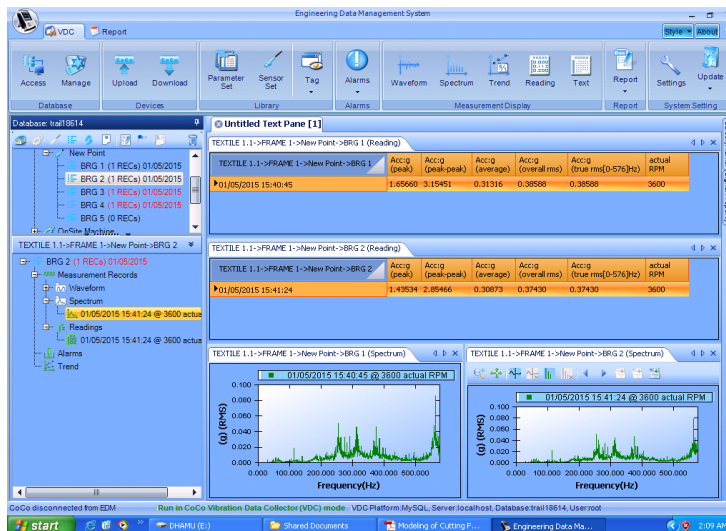 Engineering Data Management System
VDC Report Style About
Access Manage Upload Download Parameter Set Sensor Set Tag Alarms Waveform Spectrum Trend Reading Text Report Settings Update
Database Devices Library Alarms Measurement Display Report System Setting
Database: trail18614
Untitled Text Pane [1]
New Point
BRG 1 (1 RECs) 01/05/2015
BRG 2 (1 RECs) 01/05/2015
BRG 3 (1 RECs) 01/05/2015
BRG 4 (1 RECs) 01/05/2015
BRG 5 (0 RECs)
OnSite Machine...
TEXTILE 1.1->FRAME 1->New Point->BRG 2
BRG 2 (1 RECs) 01/05/2015
Measurement Records
Waveform
Spectrum
01/05/2015 15:41:24 @ 3600 actua
Readings
01/05/2015 15:41:24 @ 3600 actua
Alarms
Trend
TEXTILE 1.1->FRAME 1->New Point->BRG 1 (Reading)
TEXTILE 1.1->FRAME 1->New Point->BRG 1 Acc:g (peak) Acc:g (peak-peak) Acc:g (average) Acc:g (overall rms) Acc:g (true rms[0-576]Hz) actual RPM
01/05/2015 15:40:45 1.65660 3.15451 0.31316 0.38588 0.38588 3600
TEXTILE 1.1->FRAME 1->New Point->BRG 2 (Reading)
TEXTILE 1.1->FRAME 1->New Point->BRG 2 Acc:g (peak) Acc:g (peak-peak) Acc:g (average) Acc:g (overall rms) Acc:g (true rms[0-576]Hz) actual RPM
01/05/2015 15:41:24 1.43534 2.85466 0.30873 0.37430 0.37430 3600
TEXTILE 1.1->FRAME 1->New Point->BRG 1 (Spectrum)
01/05/2015 15:40:45 @ 3600 actual RPM
(g) (RMS)
0.100
0.080
0.060
0.040
0.020
0.000
0.000 100.000 200.000 300.000 400.000 500.000
Frequency(Hz)
TEXTILE 1.1->FRAME 1->New Point->BRG 2 (Spectrum)
01/05/2015 15:41:24 @ 3600 actual RPM
(g) (RMS)
0.100
0.080
0.060
0.040
0.020
0.000
0.000 100.000 200.000 300.000 400.000 500.000
Frequency(Hz)
CoCo disconnected from EDM Run in CoCo Vibration Data Collector (VDC) mode VDC Platform:MySQL, Server:localhost, Database:trail18614, User:root
start DHAMU (E:) Shared Documents Modeling of Cutting F... Engineering Data Ma... 2:09 AM